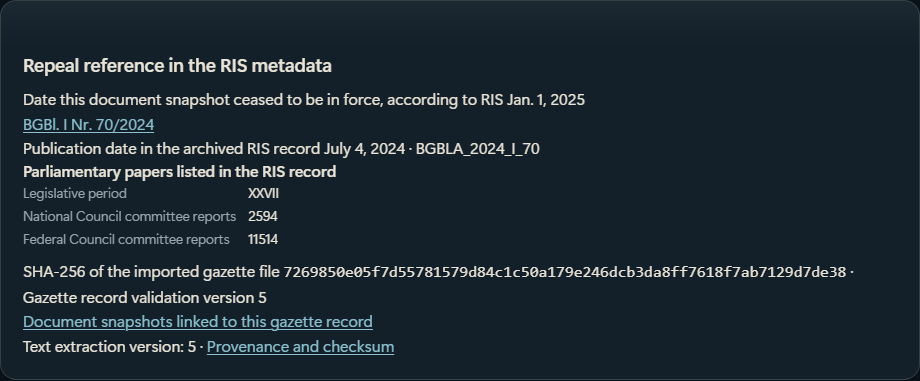 Repeal reference in the RIS metadata
Date this document snapshot ceased to be in force, according to RIS Jan. 1, 2025
BGBl. I Nr. 70/2024
Publication date in the archived RIS record July 4, 2024 · BGBLA_2024_I_70
Parliamentary papers listed in the RIS record
Legislative period XXVII
National Council committee reports 2594
Federal Council committee reports 11514
SHA-256 of the imported gazette file 7269850e05f7d55781579d84c1c50a179e246dcb3da8ff7618f7ab7129d7de38 ·
Gazette record validation version 5
Document snapshots linked to this gazette record
Text extraction version: 5 · Provenance and checksum